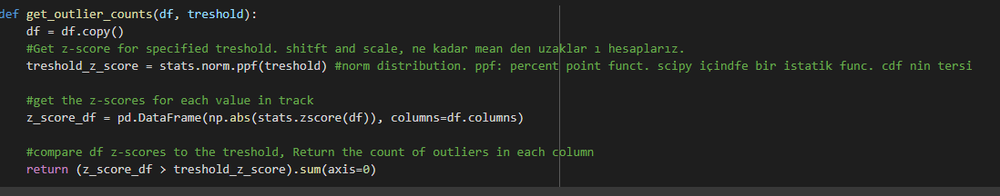 def get_outlier_counts(df, treshold):
    df = df.copy()
    #Get z-score for specified treshold. shitft and scale, ne kadar mean den uzaklar ı hesaplarız.
    treshold_z_score = stats.norm.ppf(treshold) #norm distribution. ppf: percent point funct. scipy içindfe bir istatik func. cdf nin tersi
    #get the z-scores for each value in track
    z_score_df = pd.DataFrame(np.abs(stats.zscore(df)), columns=df.columns)
    #compare df z-scores to the treshold, Return the count of outliers in each column
    return (z_score_df > treshold_z_score).sum(axis=0)